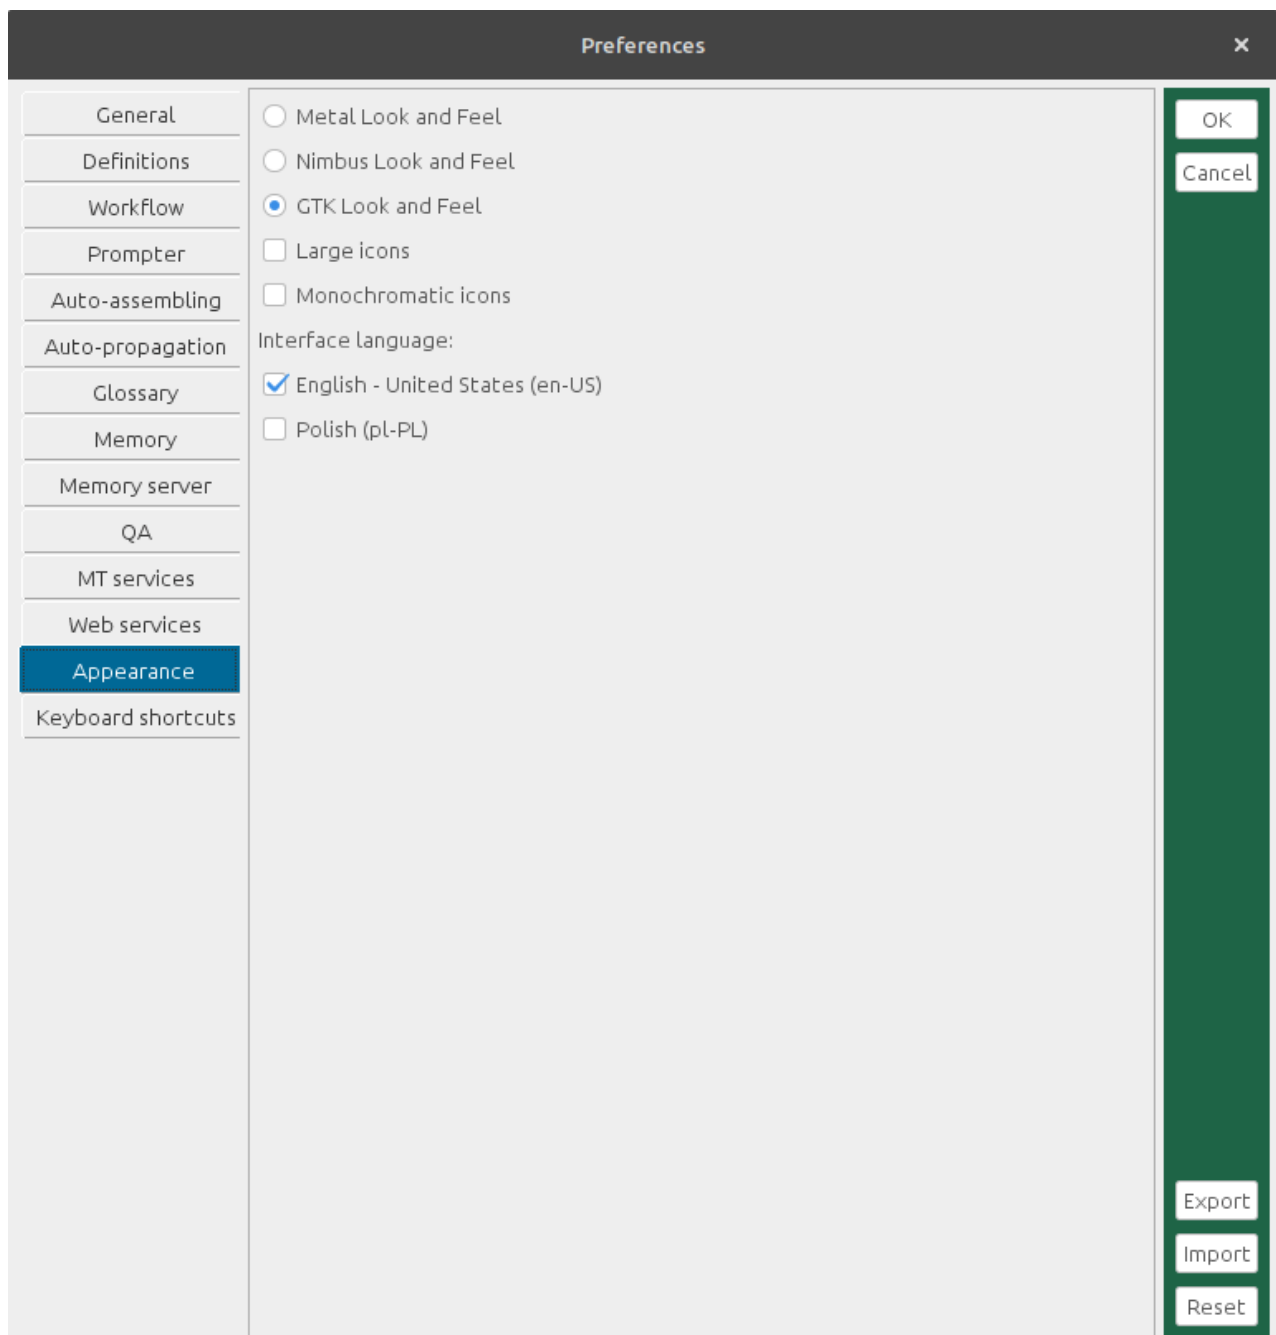 Preferences
General
Definitions
Workflow
Prompter
Auto-assembling
Auto-propagation
Glossary
Memory
Memory server
QA
MT services
Web services
Appearance
Keyboard shortcuts
Metal Look and Feel
Nimbus Look and Feel
GTK Look and Feel
Large icons
Monochromatic icons
Interface language:
English - United States (en-US)
Polish (pl-PL)
OK
Cancel
Export
Import
Reset